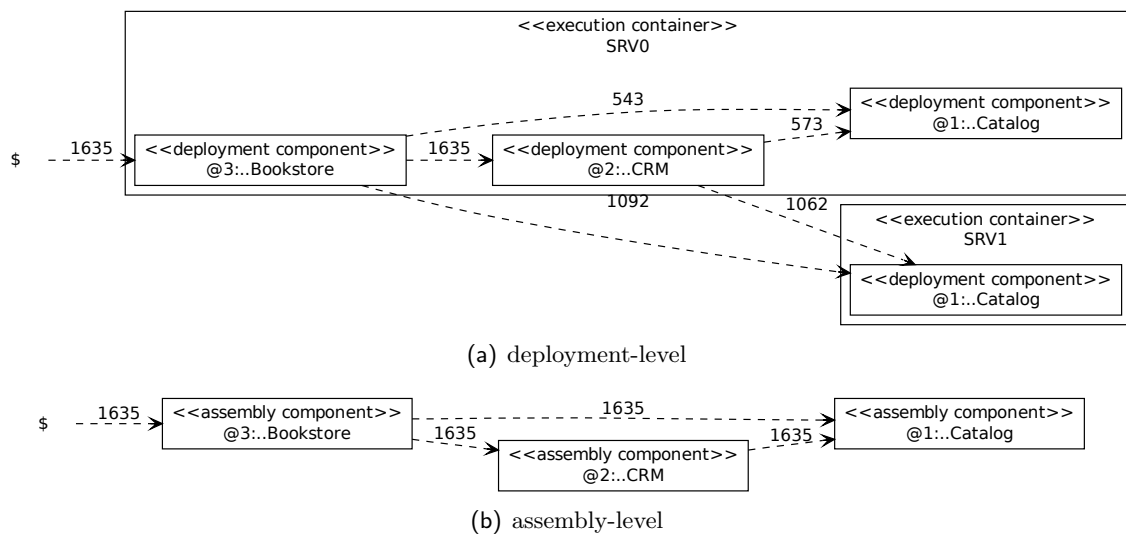 <<execution container>>
SRV0
543
<<deployment component>>
@1:..Catalog
573
$
1635
<<deployment component>>
@3:..Bookstore
1635
<<deployment component>>
@2:..CRM
1092
1062
<<execution container>>
SRV1
<<deployment component>>
@1:..Catalog
(a) deployment-level
$
1635
<<assembly component>>
@3:..Bookstore
1635
<<assembly component>>
@1:..Catalog
1635
<<assembly component>>
@2:..CRM
1635
(b) assembly-level